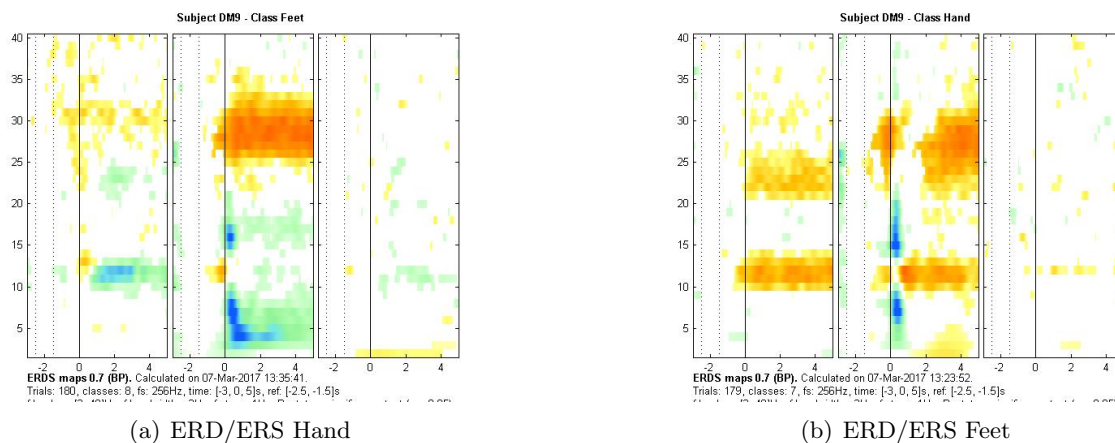 Subject DM9 - Class Feet
40
35
30
25
20
15
10
5
-2 0 2 4 -2 0 2 4 -2 0 2 4
ERDS maps 0.7 (BP). Calculated on 07-Mar-2017 13:35:41.
Trials: 180, classes: 8, fs: 256Hz, time: [-3, 0, 5]s, ref: [-2.5, -1.5]s
(a) ERD/ERS Hand
Subject DM9 - Class Hand
40
35
30
25
20
15
10
5
-2 0 2 4 -2 0 2 4 -2 0 2 4
ERDS maps 0.7 (BP). Calculated on 07-Mar-2017 13:23:52.
Trials: 179, classes: 7, fs: 256Hz, time: [-3, 0, 5]s, ref: [-2.5, -1.5]s
(b) ERD/ERS Feet